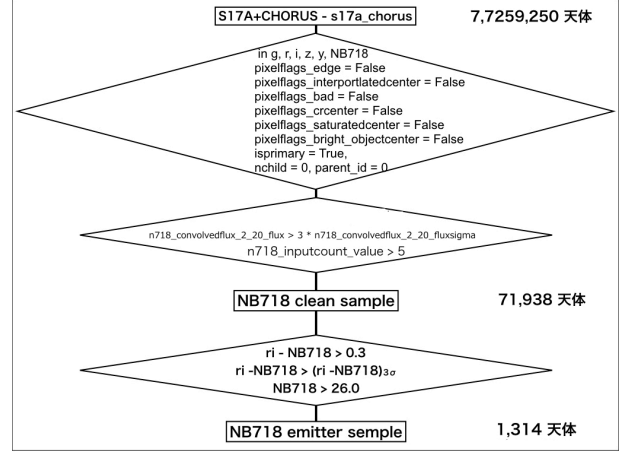 S17A+CHORUS - s17a_chorus 7,7259,250 天体
in g, r, i, z, y, NB718
pixelflags_edge = False
pixelflags_interportlatedcenter = False
pixelflags_bad = False
pixelflags_crcenter = False
pixelflags_saturatedcenter = False
pixelflags_bright_objectcenter = False
isprimary = True,
nchild = 0, parent_id = 0
n718_convolvedflux_2_20_flux > 3 * n718_convolvedflux_2_20_fluxsigma
n718_inputcount_value > 5
NB718 clean sample 71,938 天体
ri - NB718 > 0.3
ri -NB718 > (ri -NB718)3σ
NB718 > 26.0
NB718 emitter semple 1,314 天体